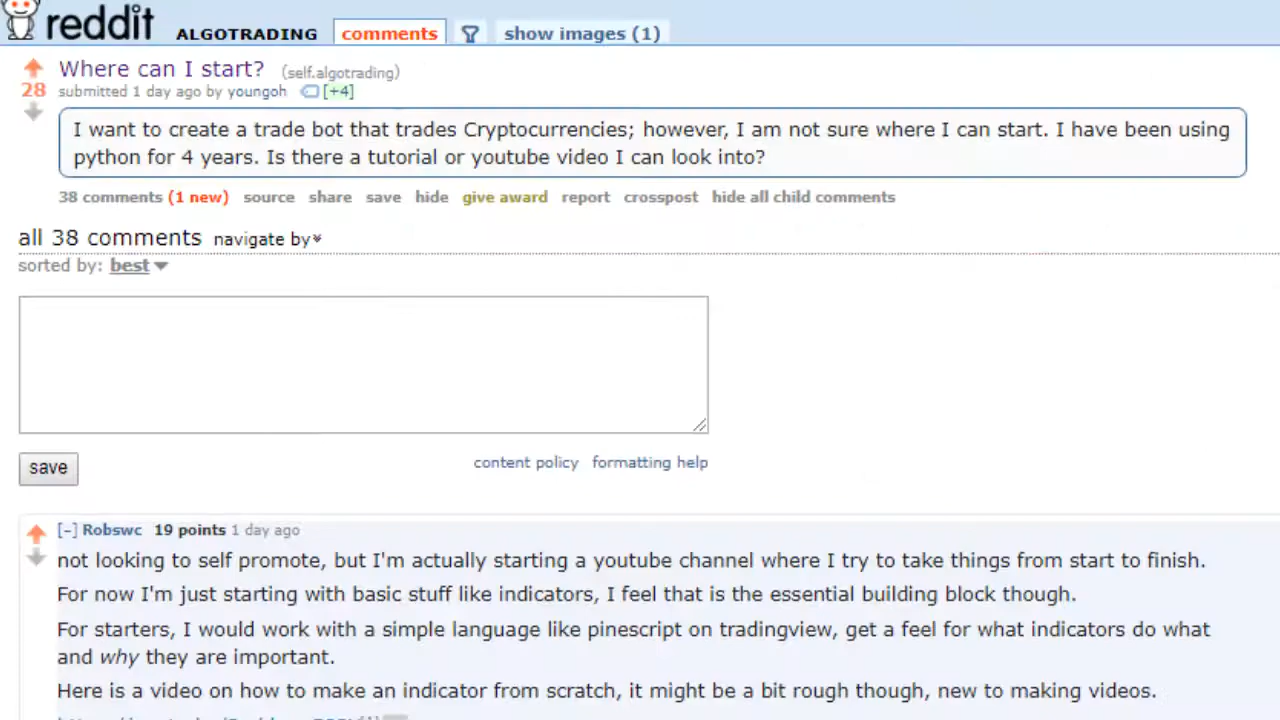 reddit ALGOTRADING comments show images (1)
Where can I start? (self.algotrading)
28
submitted 1 day ago by youngoh [+4]
I want to create a trade bot that trades Cryptocurrencies; however, I am not sure where I can start. I have been using
python for 4 years. Is there a tutorial or youtube video I can look into?
38 comments (1 new) source share save hide give award report crosspost hide all child comments
all 38 comments navigate by
sorted by: best
save
content policy formatting help
[-] Robswc 19 points 1 day ago
not looking to self promote, but I'm actually starting a youtube channel where I try to take things from start to finish.
For now I'm just starting with basic stuff like indicators, I feel that is the essential building block though.
For starters, I would work with a simple language like pinescript on tradingview, get a feel for what indicators do what
and why they are important.
Here is a video on how to make an indicator from scratch, it might be a bit rough though, new to making videos.